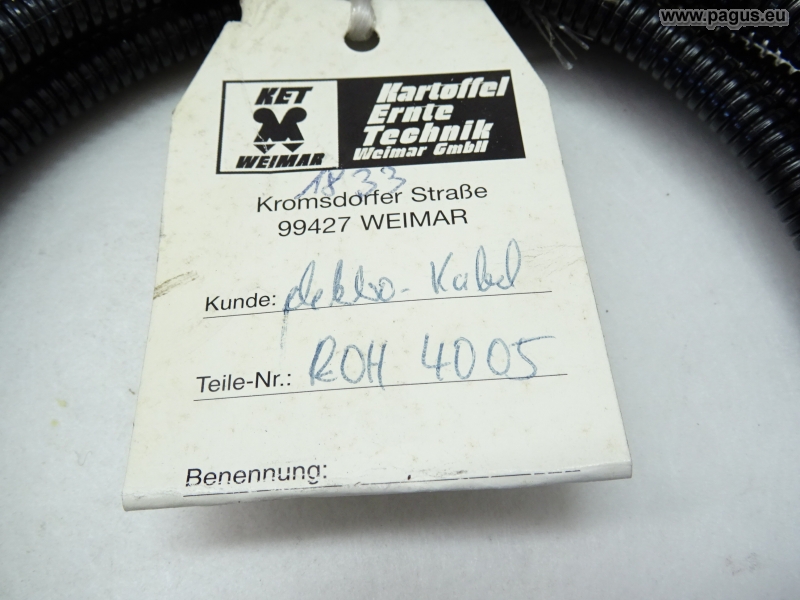 www.pagus.eu
KET
WEIMAR
Kartoffel
Ernte
Technik
Weimar GmbH
1833
Kromsdorfer Straße
99427 WEIMAR
Kunde: elektro-Kabel
Teile-Nr.: ROH 4005
Benennung: